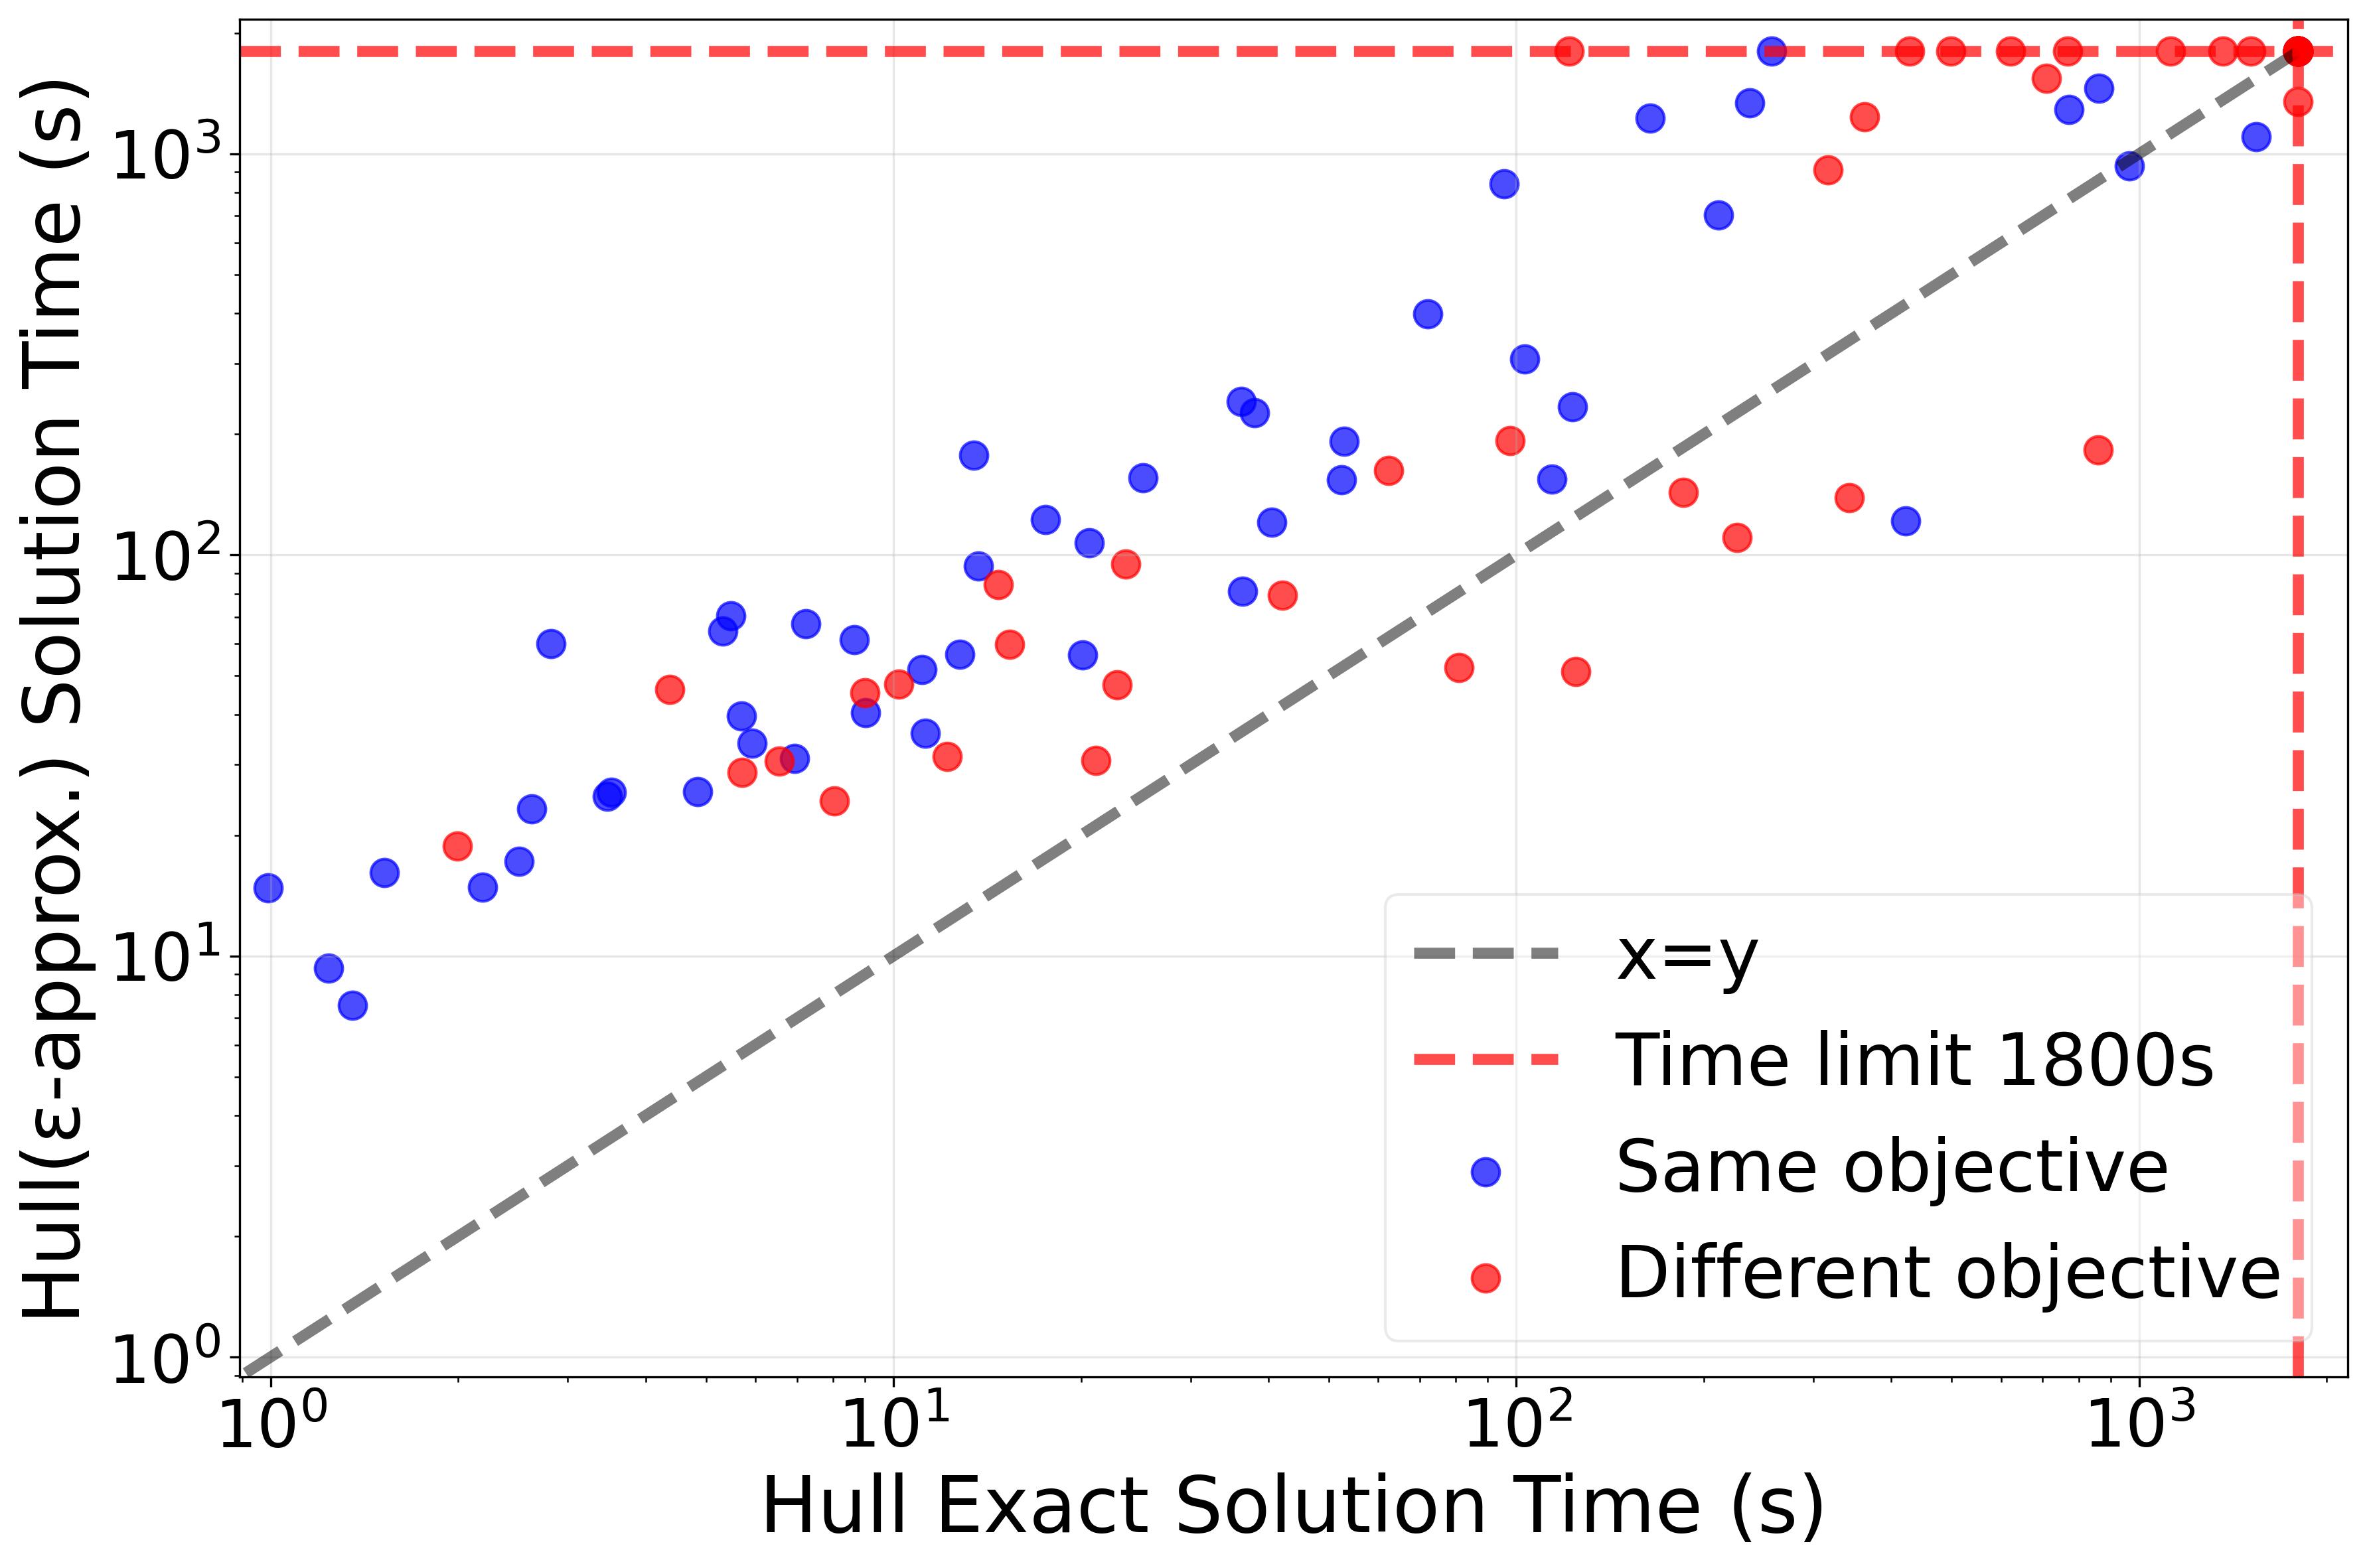 Hull(ε-approx.) Solution Time (s)
10³
10²
10¹
10⁰
x=y
Time limit 1800s
Same objective
Different objective
10⁰ 10¹ 10² 10³
Hull Exact Solution Time (s)